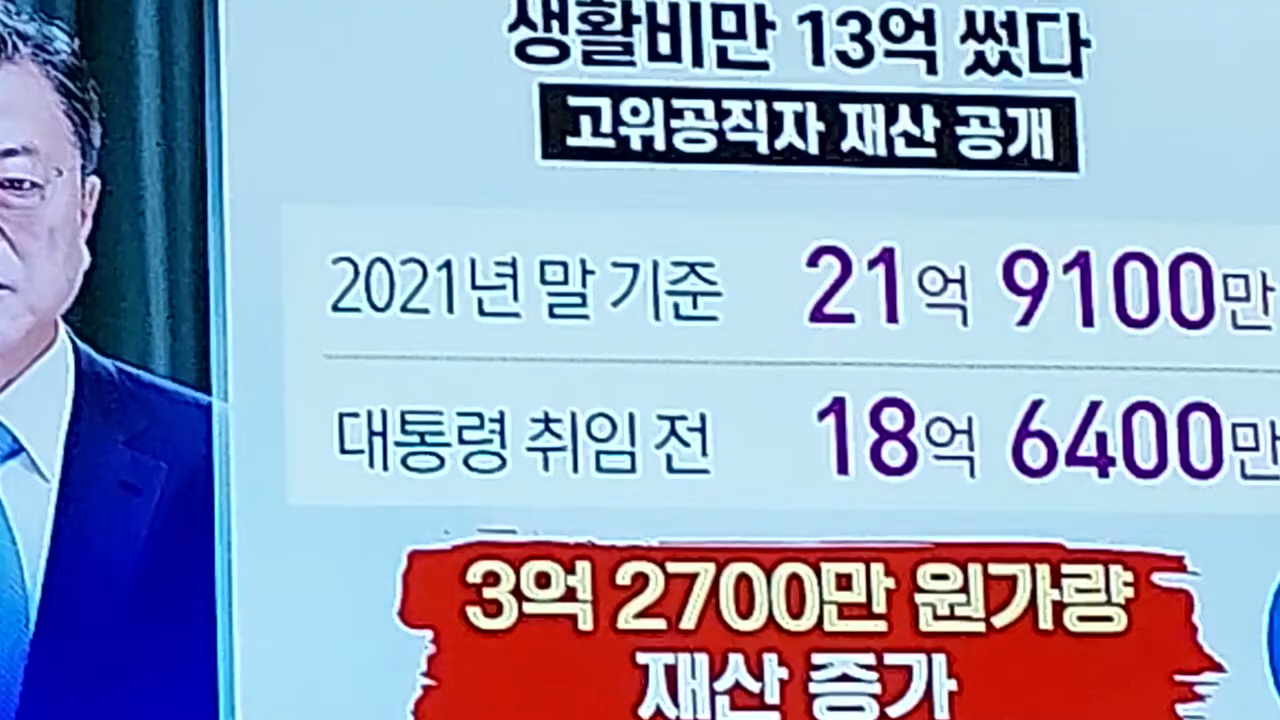 생활비만 13억 썼다
고위공직자 재산 공개
2021년 말 기준 21억 9100만
대통령 취임 전 18억 6400만
3억 2700만 원가량
재산 증가